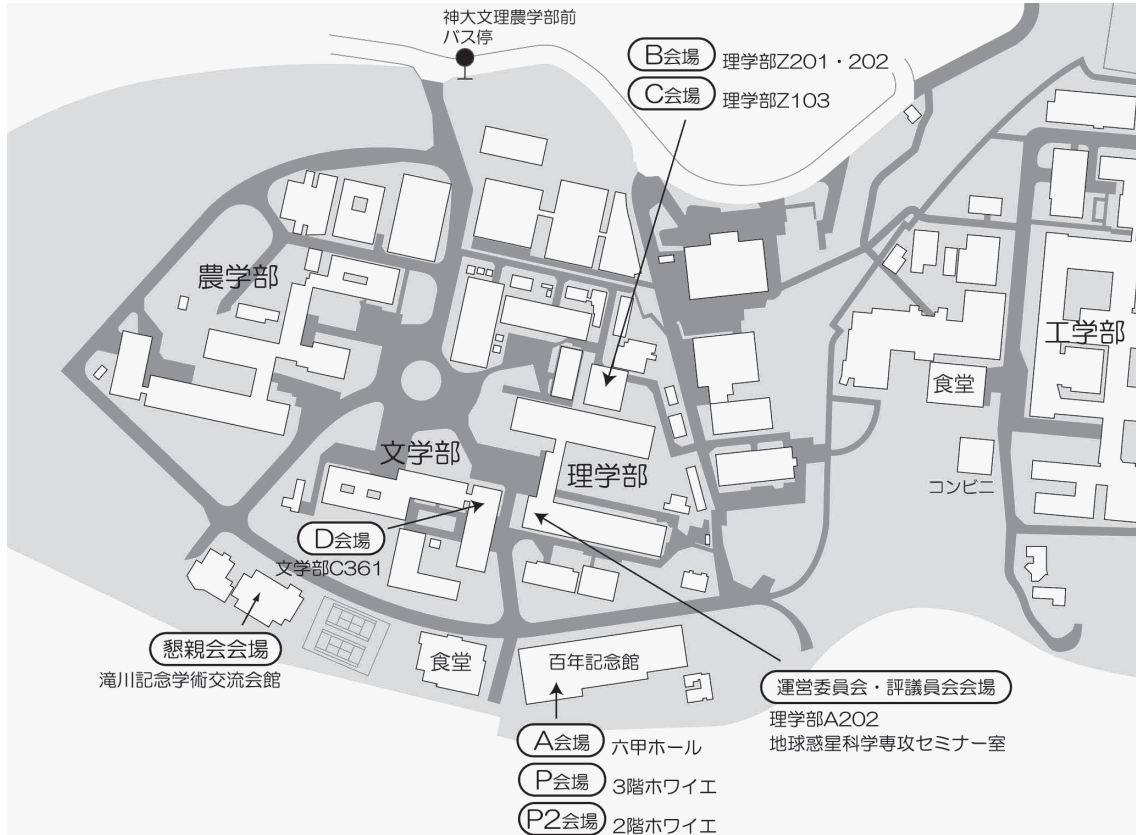 神大文理農学部前
バス停
B会場 理学部Z201・202
C会場 理学部Z103
農学部
工学部
食堂
文学部
理学部
コンビニ
D会場
文学部C361
懇親会会場
滝川記念学術交流会館
食堂
百年記念館
運営委員会・評議員会会場
理学部A202
地球惑星科学専攻セミナー室
A会場 六甲ホール
P会場 3階ホワイエ
P2会場 2階ホワイエ